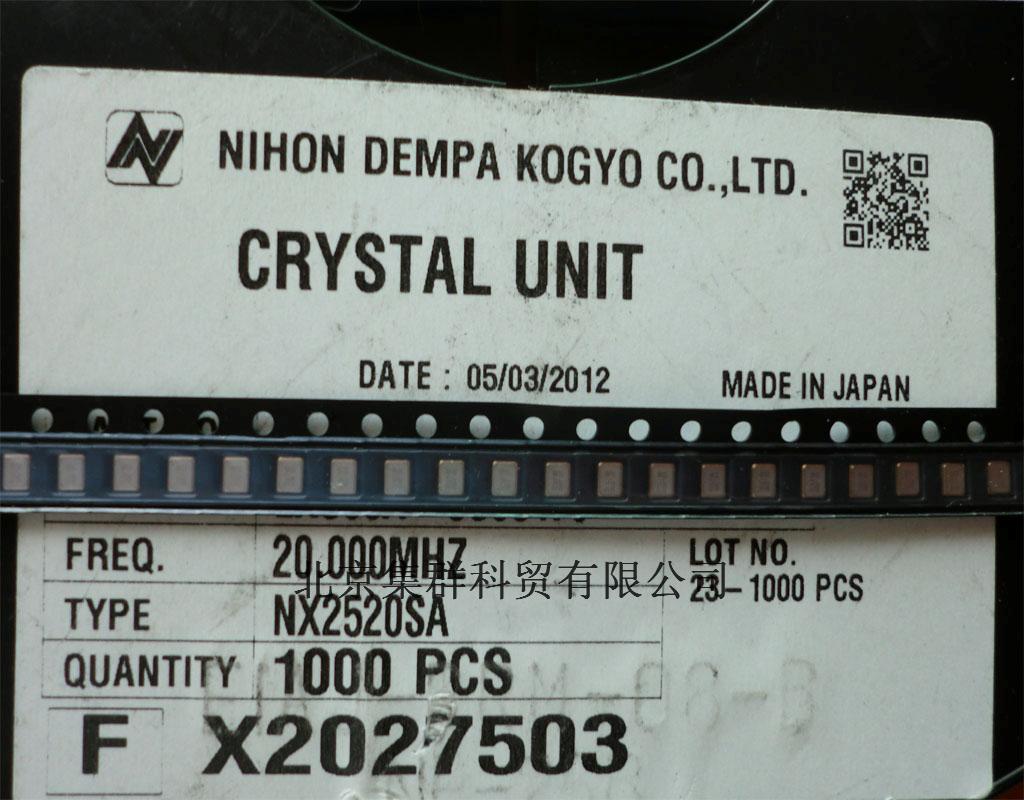 NIHON DEMPA KOGYO CO.,LTD.
CRYSTAL UNIT
DATE : 05/03/2012
MADE IN JAPAN
FREQ. 20.000MHZ
LOT NO.
23-1000 PCS
北京集群科贸有限公司
TYPE NX2520SA
QUANTITY 1000 PCS
F X2027503